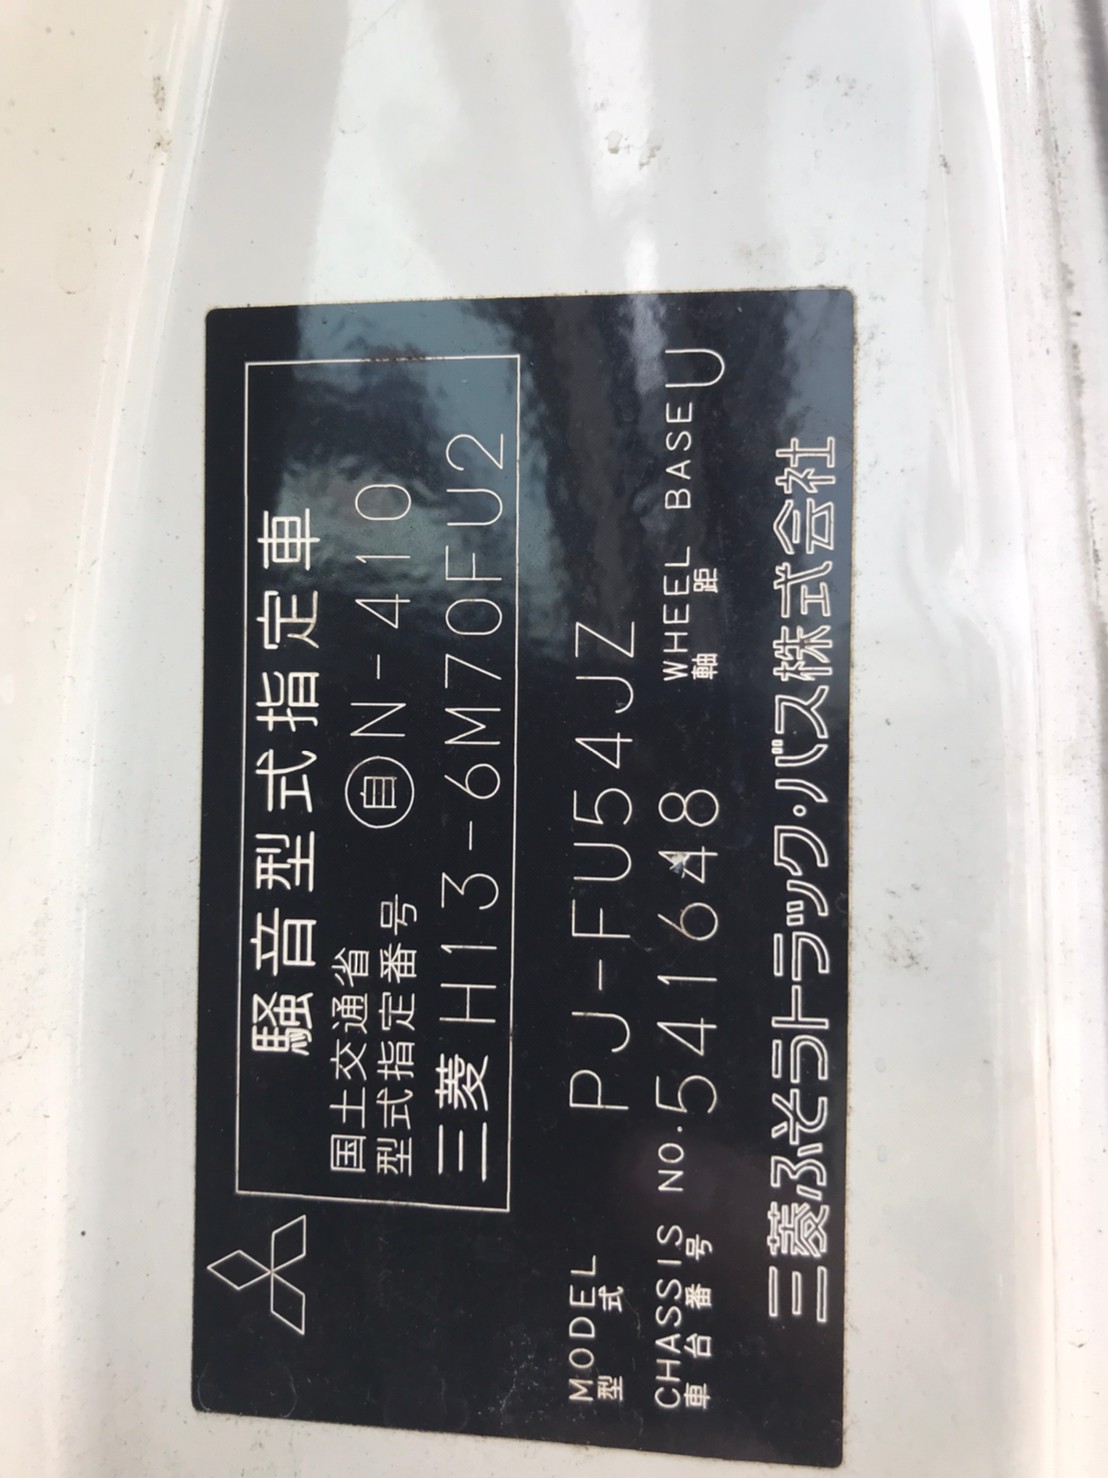 騒音型式指定車
国土交通省
型式指定番号 自 N-410
三菱 H13-6M70FU2
MODEL PJ-FU54JZ
型式
CHASSIS NO. 541648 WHEEL BASE U
車台番号 軸距
三菱ふそうトラック・バス株式会社